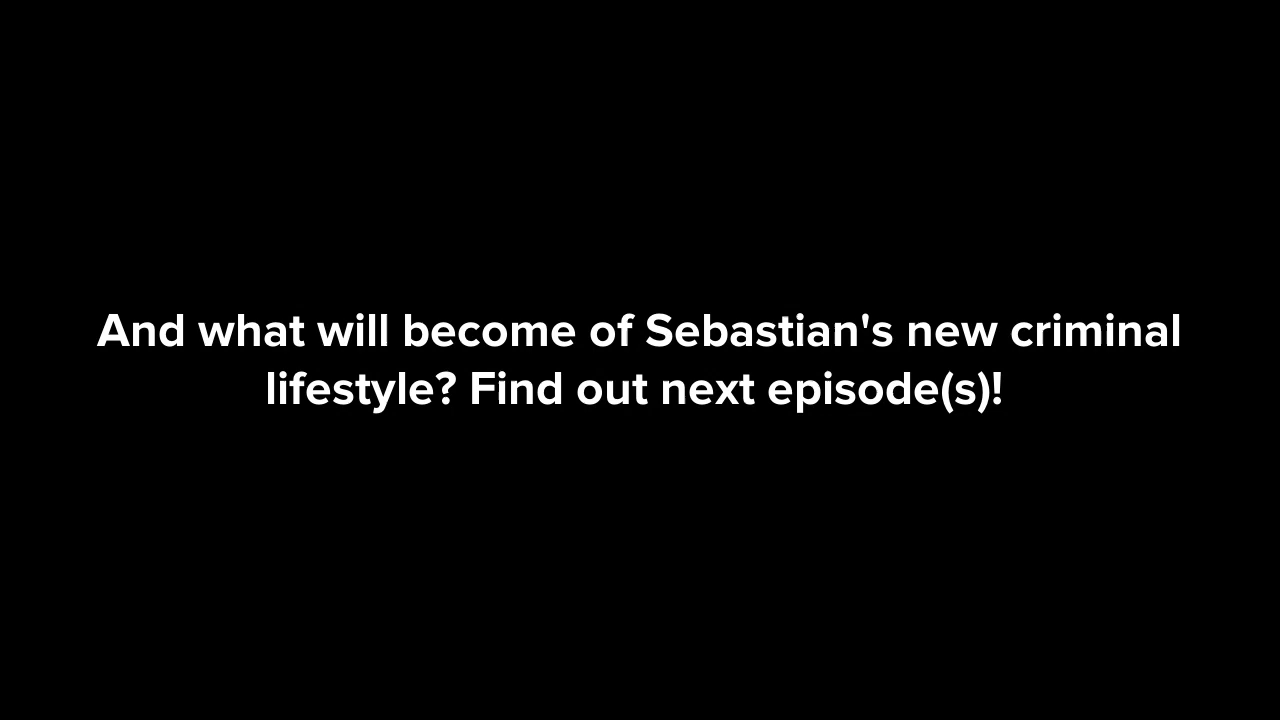 And what will become of Sebastian's new criminal
lifestyle? Find out next episode(s)!